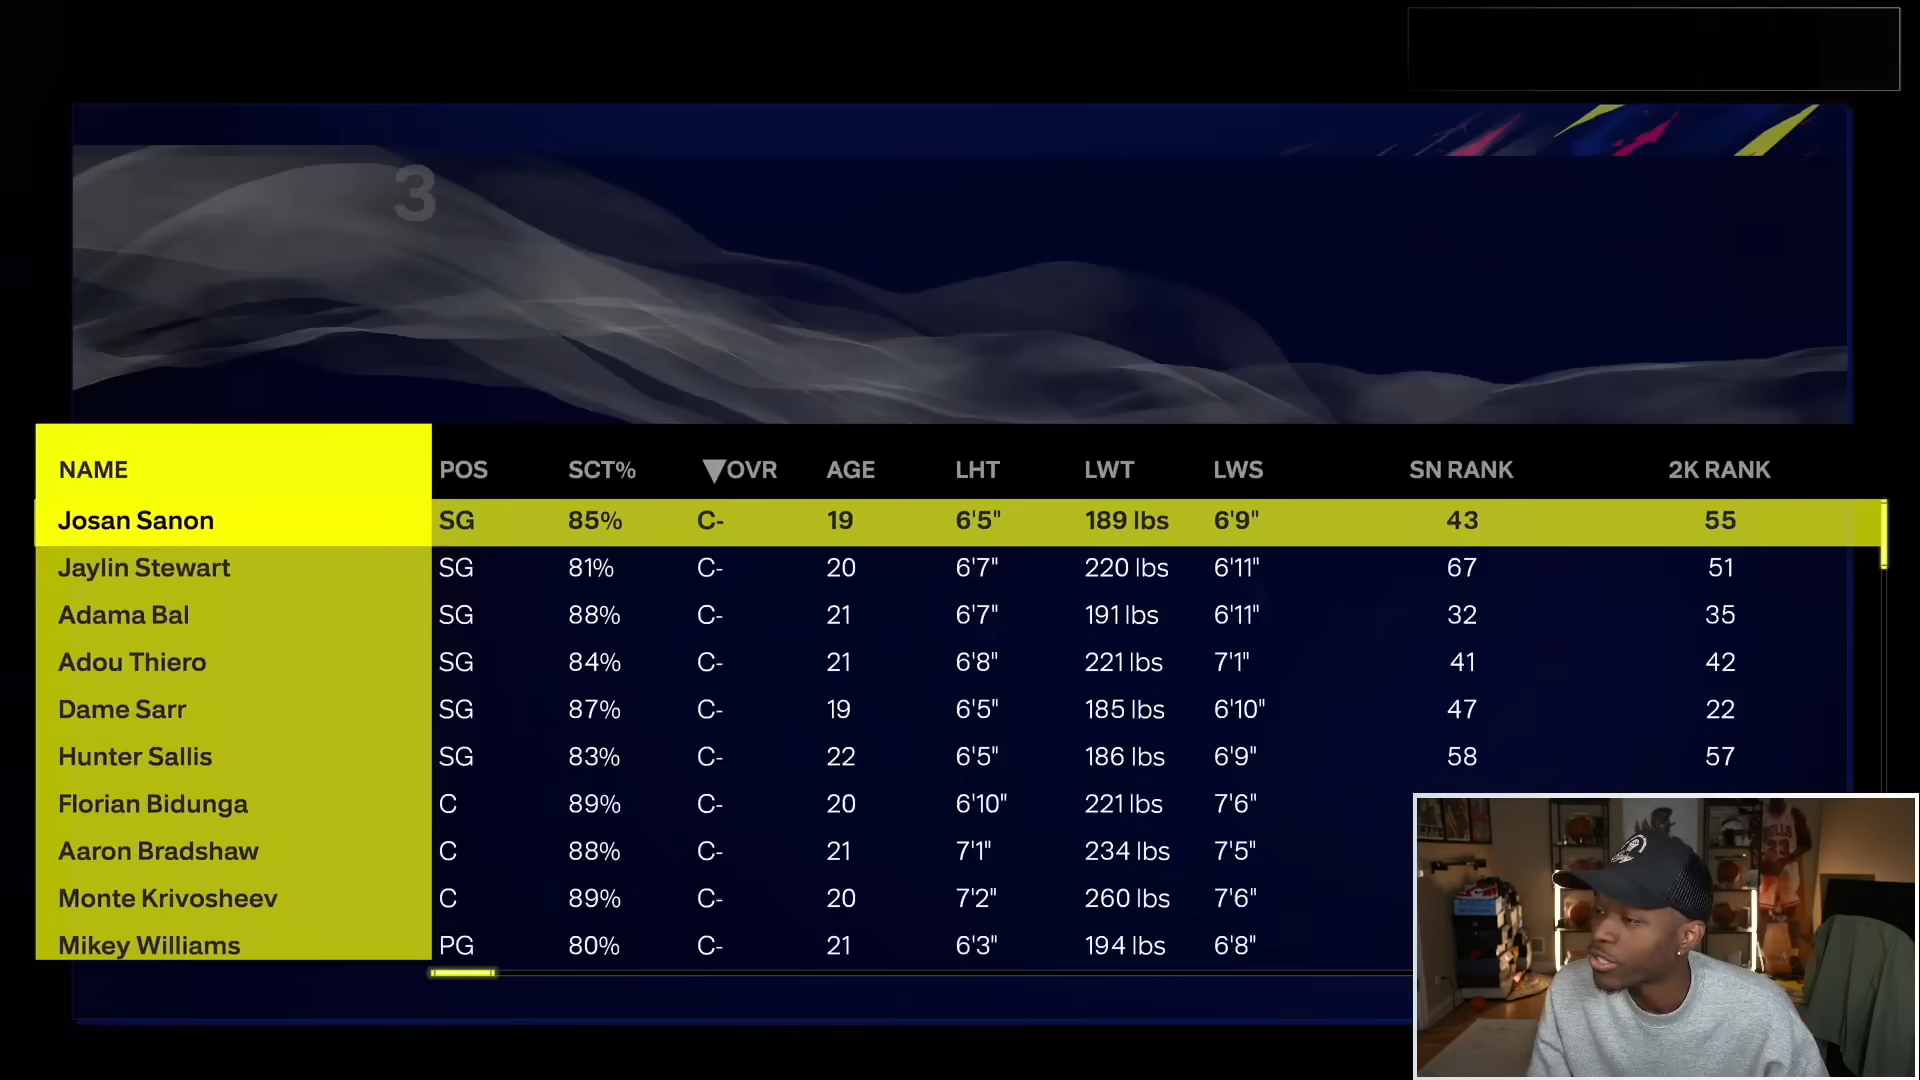 3
NAME POS SCT% ▼OVR AGE LHT LWT LWS SN RANK 2K RANK
Josan Sanon SG 85% C- 19 6'5" 189 lbs 6'9" 43 55
Jaylin Stewart SG 81% C- 20 6'7" 220 lbs 6'11" 67 51
Adama Bal SG 88% C- 21 6'7" 191 lbs 6'11" 32 35
Adou Thiero SG 84% C- 21 6'8" 221 lbs 7'1" 41 42
Dame Sarr SG 87% C- 19 6'5" 185 lbs 6'10" 47 22
Hunter Sallis SG 83% C- 22 6'5" 186 lbs 6'9" 58 57
Florian Bidunga C 89% C- 20 6'10" 221 lbs 7'6"
Aaron Bradshaw C 88% C- 21 7'1" 234 lbs 7'5"
Monte Krivosheev C 89% C- 20 7'2" 260 lbs 7'6"
Mikey Williams PG 80% C- 21 6'3" 194 lbs 6'8"
BULLS